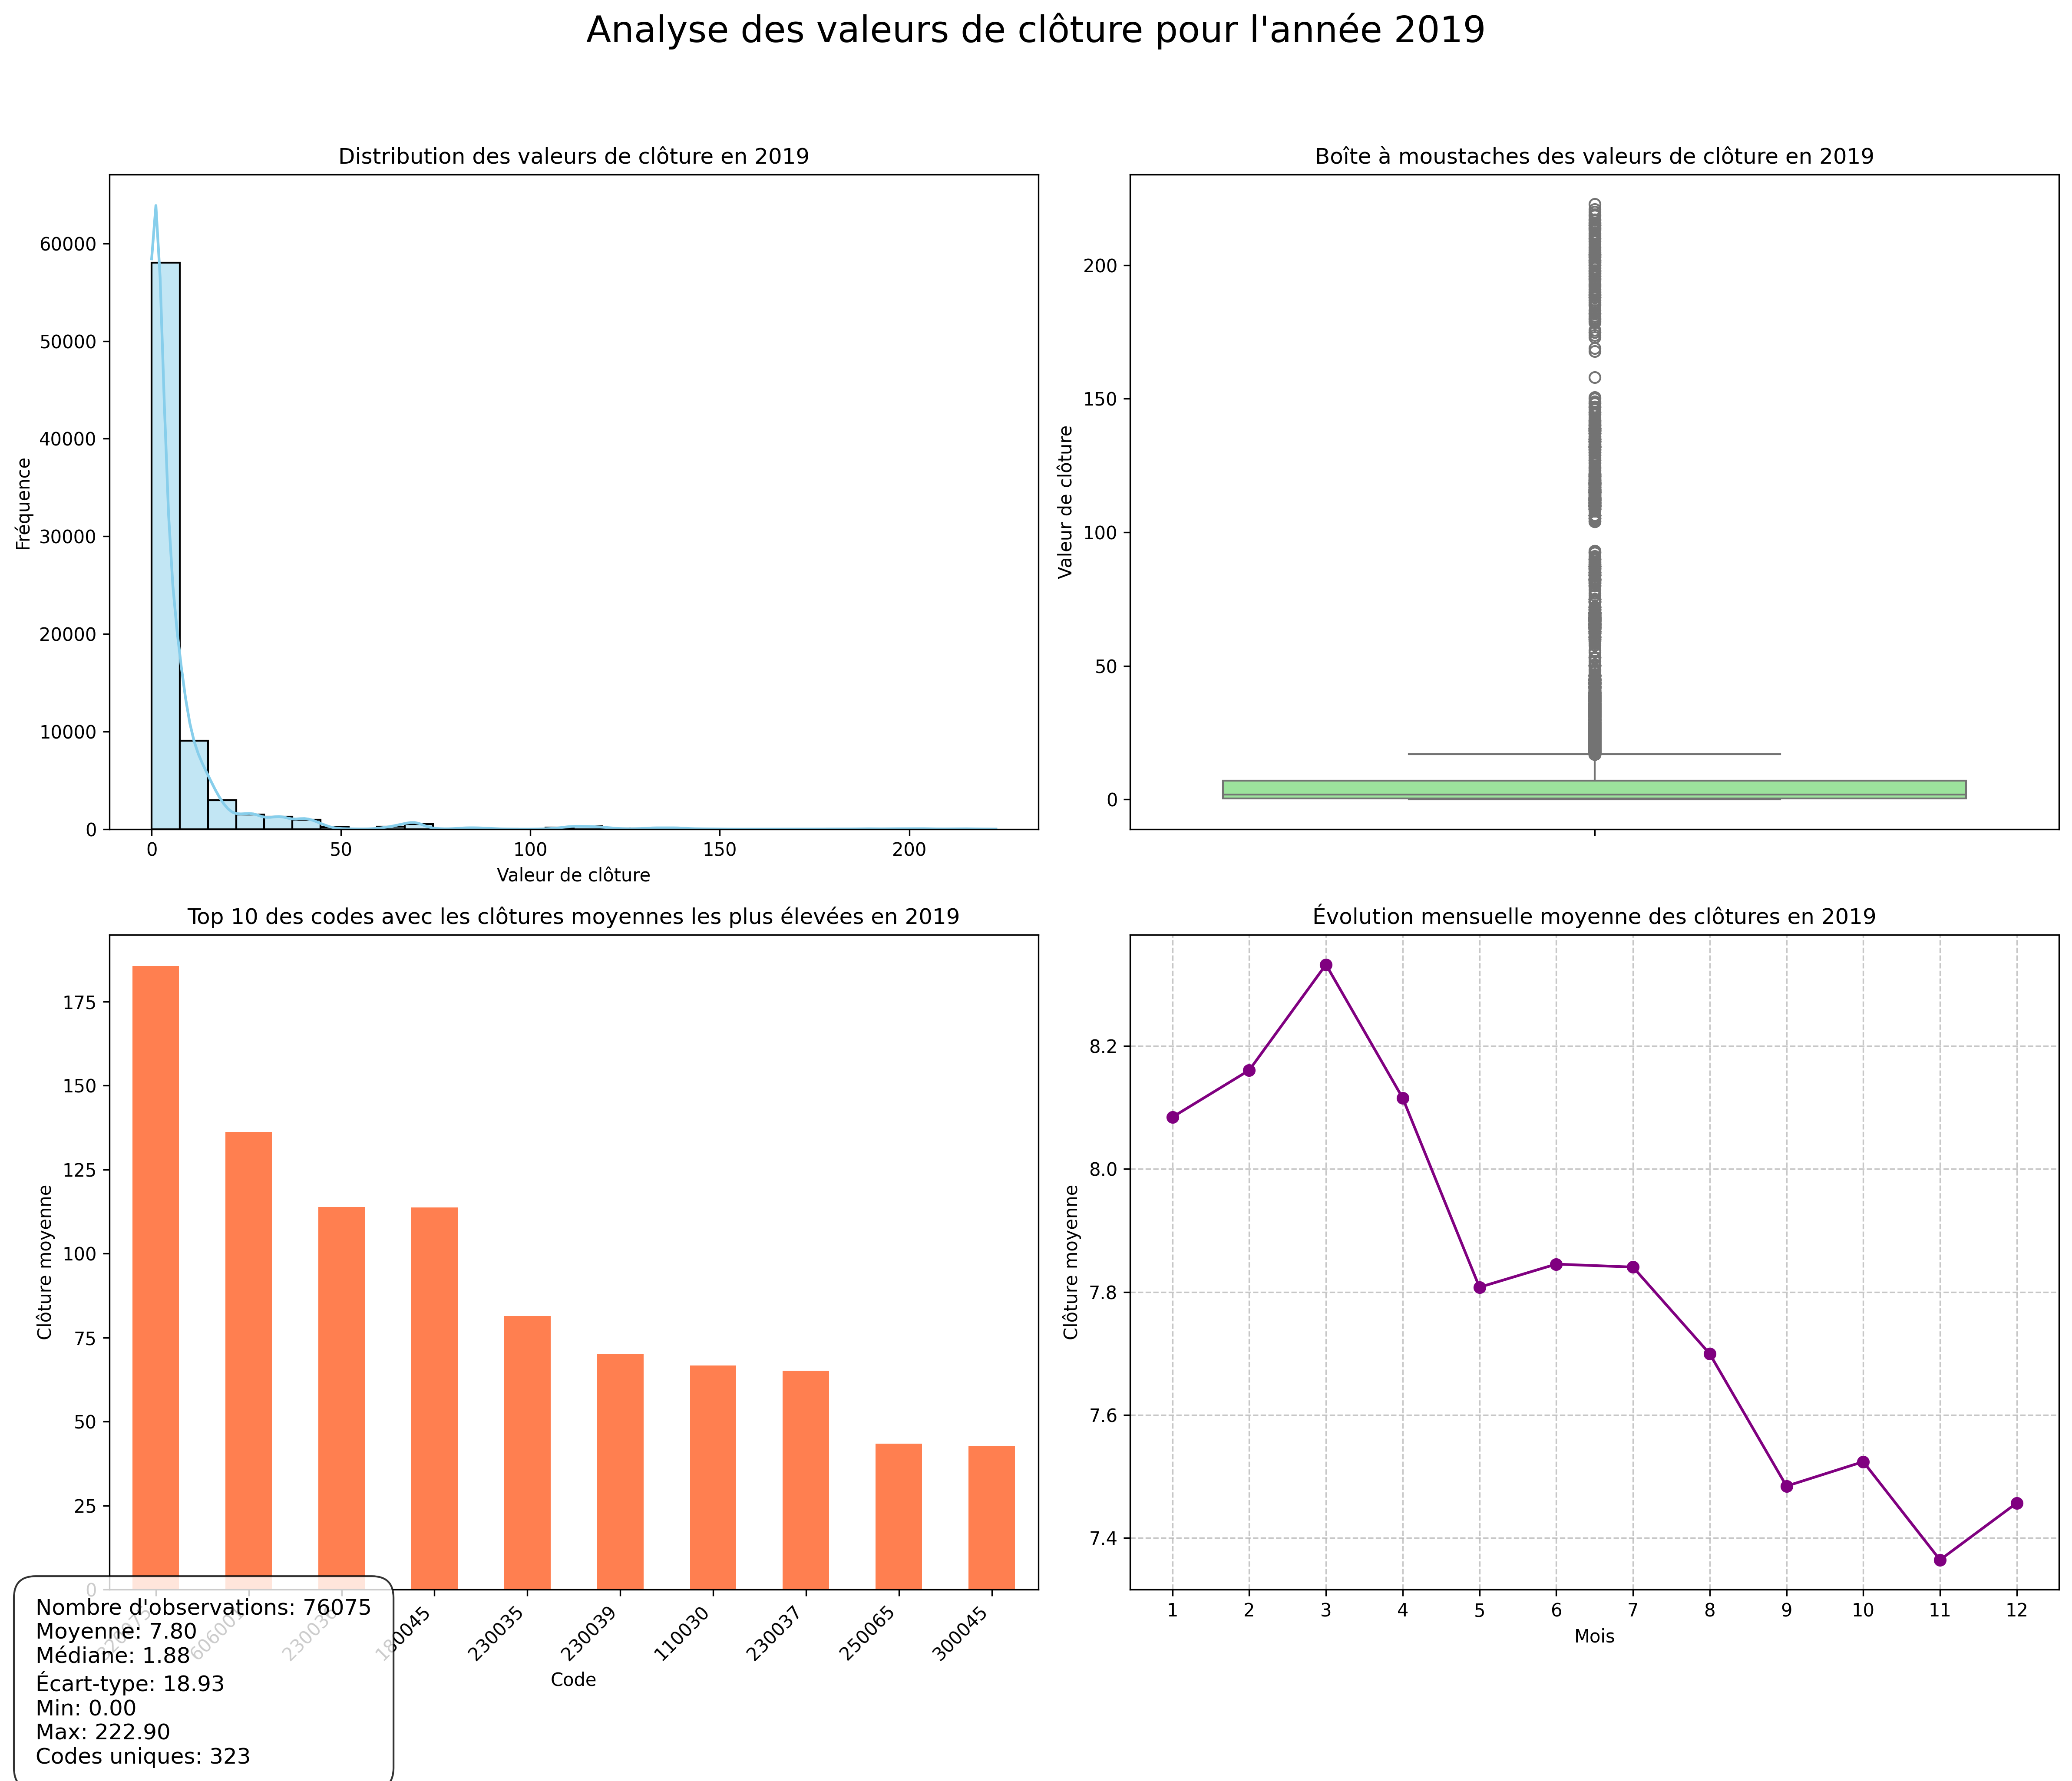 Analyse des valeurs de clôture pour l'année 2019
Distribution des valeurs de clôture en 2019
Fréquence
60000
50000
40000
30000
20000
10000
0
0 50 100 150 200
Valeur de clôture
Boîte à moustaches des valeurs de clôture en 2019
Valeur de clôture
200
150
100
50
0
Top 10 des codes avec les clôtures moyennes les plus élevées en 2019
Clôture moyenne
175
150
125
100
75
50
25
0
180045 2300035 2300039 110030 230037 250065 300045
Code
Évolution mensuelle moyenne des clôtures en 2019
Clôture moyenne
8.2
8.0
7.8
7.6
7.4
1 2 3 4 5 6 7 8 9 10 11 12
Mois
Nombre d'observations: 76075
Moyenne: 7.80
Médiane: 1.88
Écart-type: 18.93
Min: 0.00
Max: 222.90
Codes uniques: 323